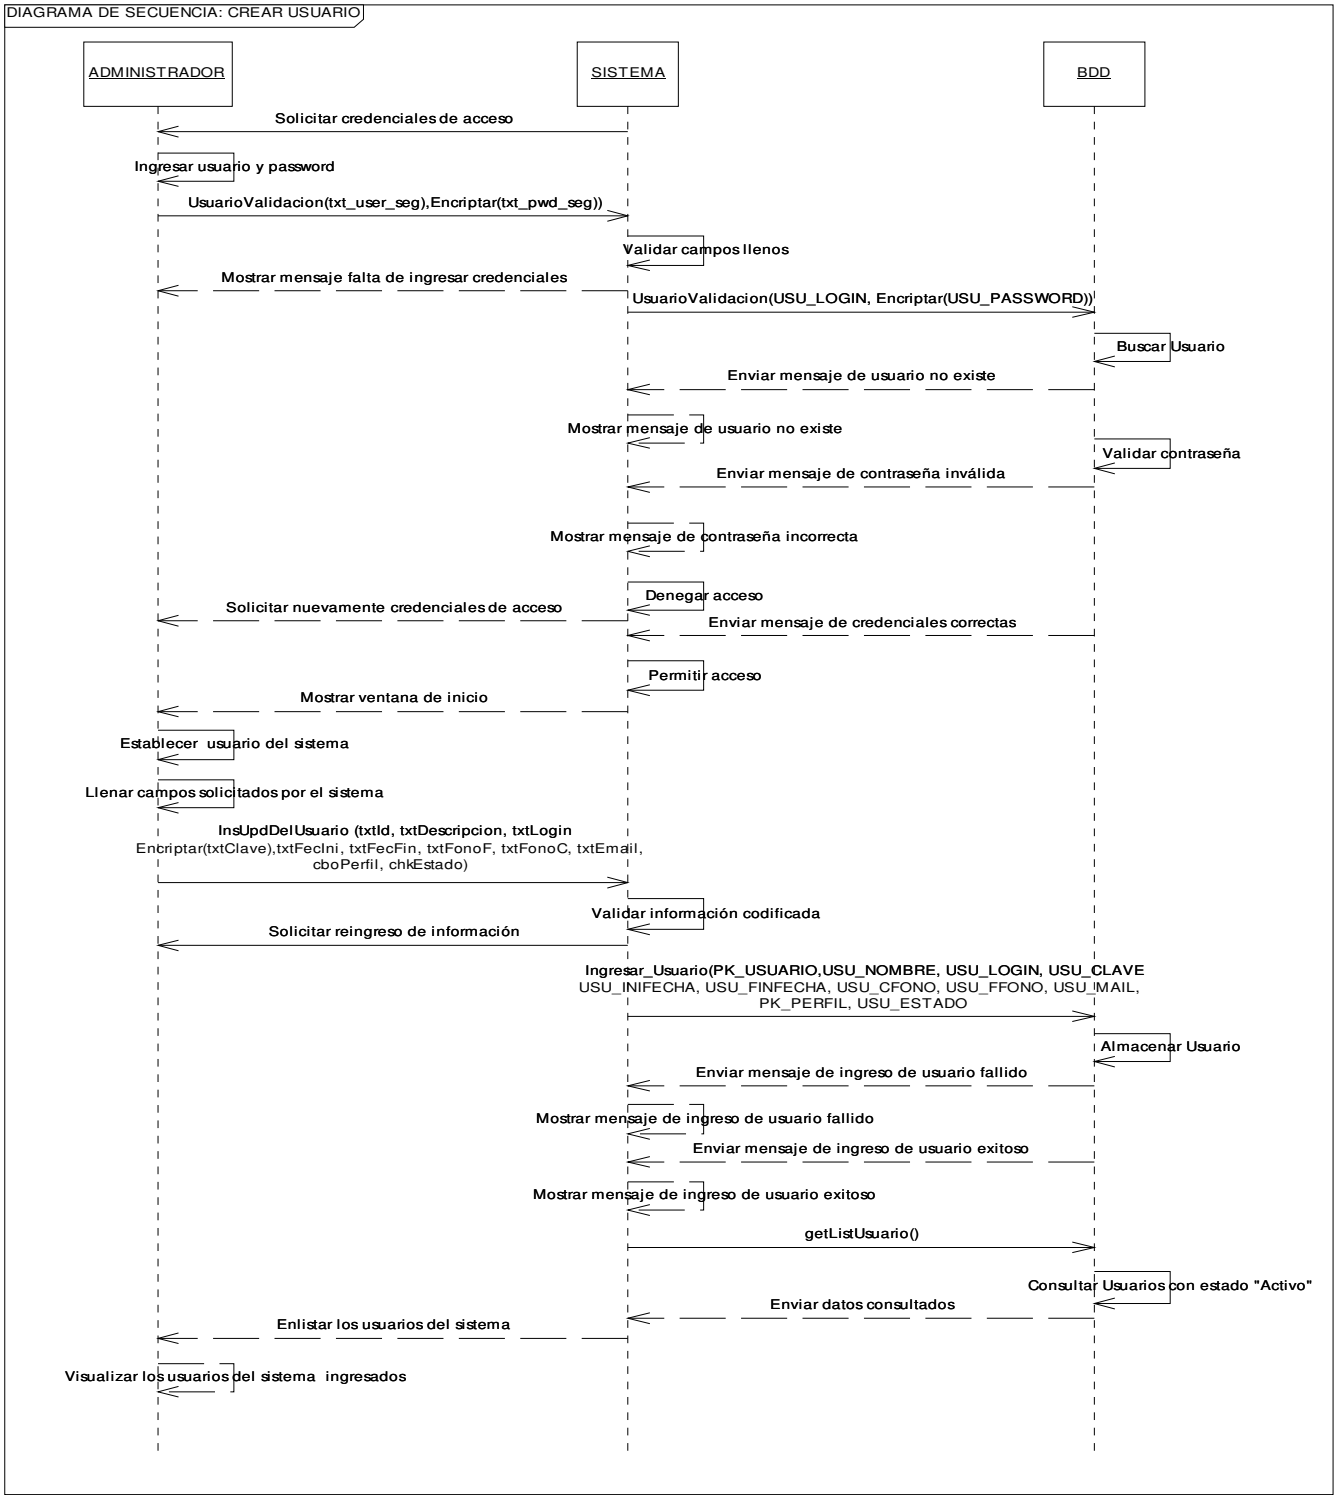 DIAGRAMA DE SECUENCIA: CREAR USUARIO
ADMINISTRADOR
SISTEMA
BDD
Solicitar credenciales de acceso
Ingresar usuario y password
UsuarioValidacion(txt_user_seg),Encriptar(txt_pwd_seg))
Validar campos llenos
Mostrar mensaje falta de ingresar credenciales
UsuarioValidacion(USU_LOGIN, Encriptar(USU_PASSWORD))
Buscar Usuario
Enviar mensaje de usuario no existe
Mostrar mensaje de usuario no existe
Validar contraseña
Enviar mensaje de contraseña inválida
Mostrar mensaje de contraseña incorrecta
Denegar acceso
Solicitar nuevamente credenciales de acceso
Enviar mensaje de credenciales correctas
Permitir acceso
Mostrar ventana de inicio
Establecer usuario del sistema
Llenar campos solicitados por el sistema
InsUpdDelUsuario (txtId, txtDescripcion, txtLogin
Encriptar(txtClave),txtFecIni, txtFecFin, txtFonoF, txtFonoC, txtEmail,
cboPerfil, chkEstado)
Validar información codificada
Solicitar reingreso de información
Ingresar_Usuario(PK_USUARIO,USU_NOMBRE, USU_LOGIN, USU_CLAVE
USU_INIFECHA, USU_FINFECHA, USU_CFONO, USU_FFONO, USU_MAIL,
PK_PERFIL, USU_ESTADO
Almacenar Usuario
Enviar mensaje de ingreso de usuario fallido
Mostrar mensaje de ingreso de usuario fallido
Enviar mensaje de ingreso de usuario exitoso
Mostrar mensaje de ingreso de usuario exitoso
getListUsuario()
Consultar Usuarios con estado "Activo"
Enviar datos consultados
Enlistar los usuarios del sistema
Visualizar los usuarios del sistema ingresados